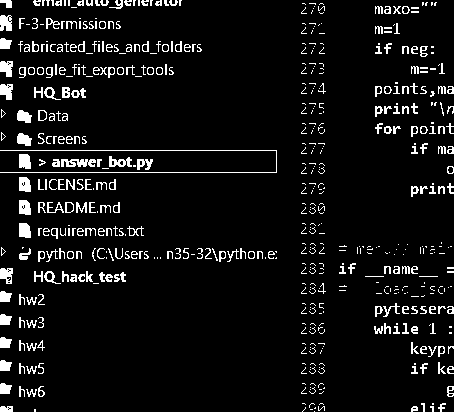 email_auto_generator
F-3-Permissions
fabricated_files_and_folders
google_fit_export_tools
HQ_Bot
Data
Screens
> answer_bot.py
LICENSE.md
README.md
requirements.txt
python (C:\Users ... n35-32\python.ex
HQ_hack_test
hw2
hw3
hw4
hw5
hw6
270 maxo=""
271 m=1
272 if neg:
273 m=-1
274 points,ma
275 print "\n
276 for point
277 if ma
278 o
279 print
280
281
282 # menu// main
283 if __name__ =
284 # load_json
285 pytessera
286 while 1 :
287 keypr
288 if ke
289 g
290 elif